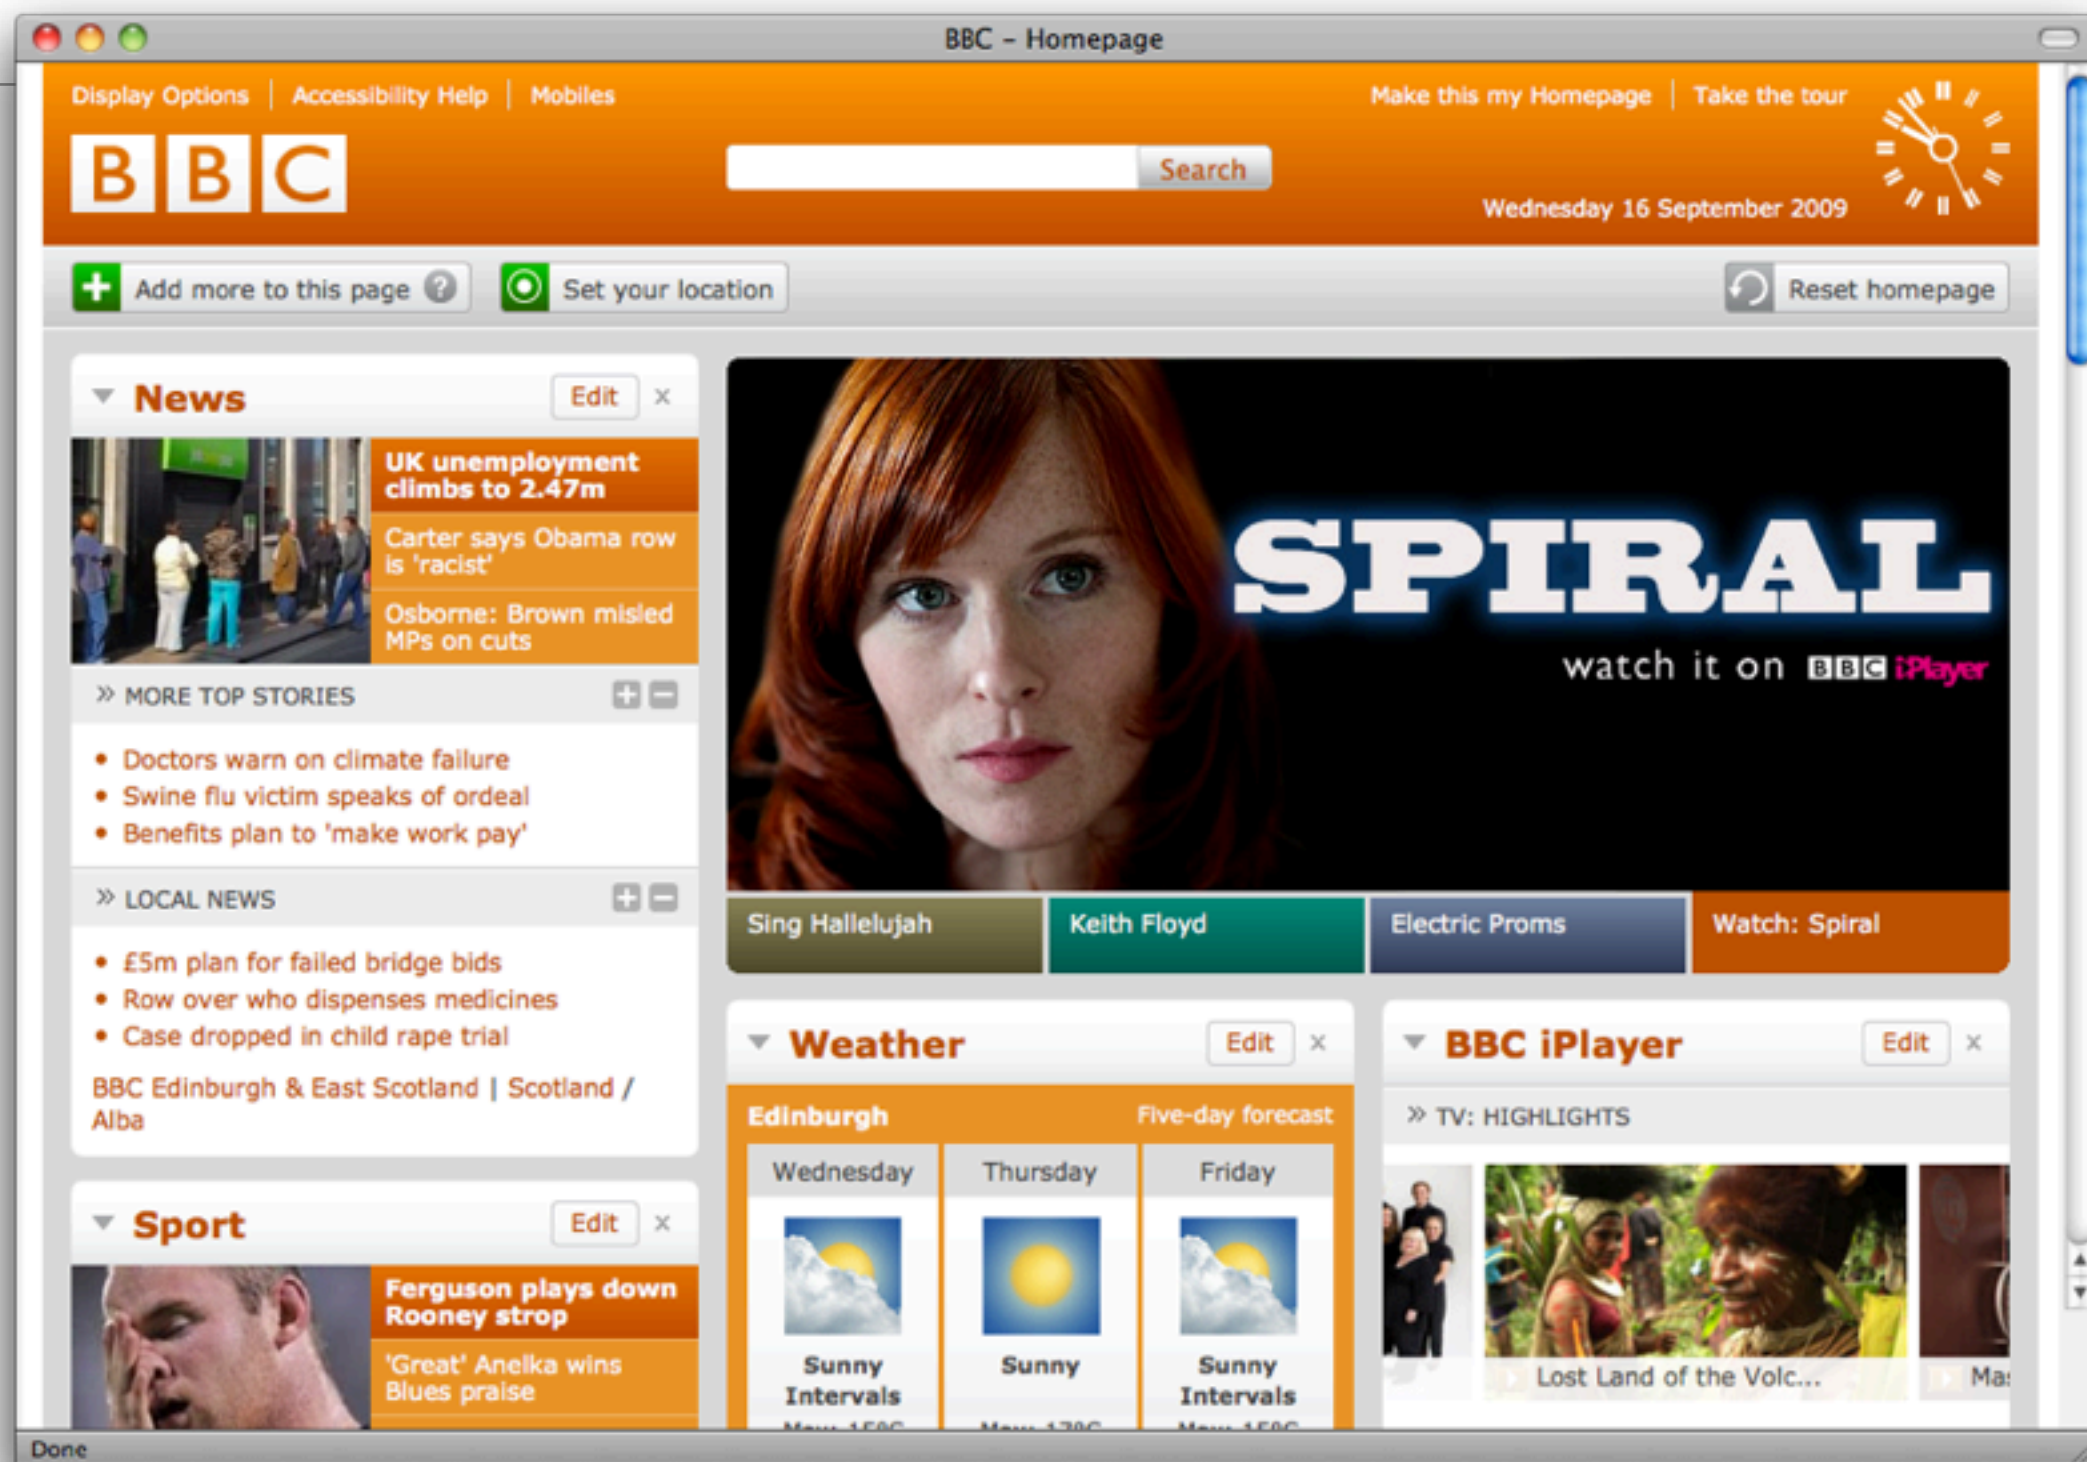 BBC – Homepage
Display Options | Accessibility Help | Mobiles
Make this my Homepage | Take the tour
BBC
Search
Wednesday 16 September 2009
Add more to this page ?
Set your location
Reset homepage
News
Edit
x
UK unemployment
climbs to 2.47m
Carter says Obama row
is 'racist'
Osborne: Brown misled
MPs on cuts
» MORE TOP STORIES
• Doctors warn on climate failure
• Swine flu victim speaks of ordeal
• Benefits plan to 'make work pay'
» LOCAL NEWS
• £5m plan for failed bridge bids
• Row over who dispenses medicines
• Case dropped in child rape trial
BBC Edinburgh & East Scotland | Scotland /
Alba
Sport
Edit
x
Ferguson plays down
Rooney strop
'Great' Anelka wins
Blues praise
SPIRAL
watch it on BBC iPlayer
Sing Hallelujah
Keith Floyd
Electric Proms
Watch: Spiral
Weather
Edit
x
Edinburgh
Five-day forecast
Wednesday
Thursday
Friday
Sunny
Intervals
Sunny
Sunny
Intervals
BBC iPlayer
Edit
x
» TV: HIGHLIGHTS
Lost Land of the Volc...
Done